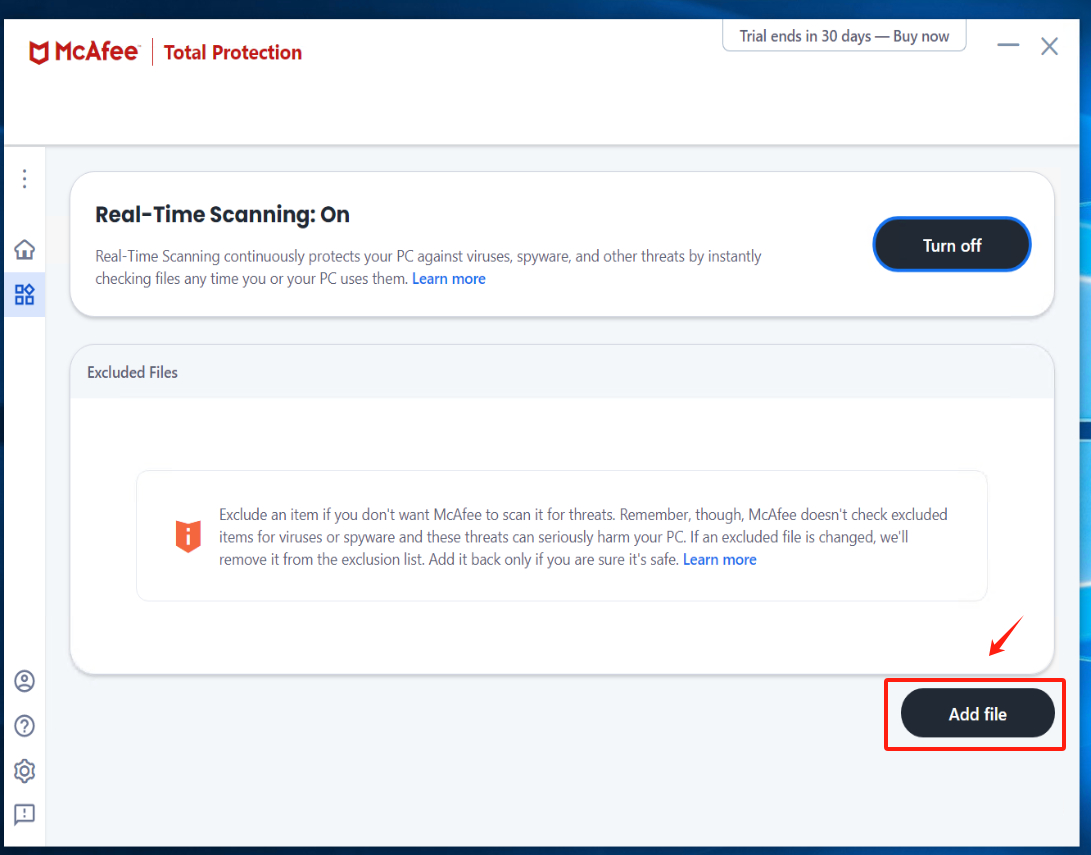 McAfee | Total Protection
Trial ends in 30 days — Buy now
Real-Time Scanning: On
Real-Time Scanning continuously protects your PC against viruses, spyware, and other threats by instantly
checking files any time you or your PC uses them. Learn more
Turn off
Excluded Files
Exclude an item if you don't want McAfee to scan it for threats. Remember, though, McAfee doesn't check excluded
items for viruses or spyware and these threats can seriously harm your PC. If an excluded file is changed, we'll
remove it from the exclusion list. Add it back only if you are sure it's safe. Learn more
Add file